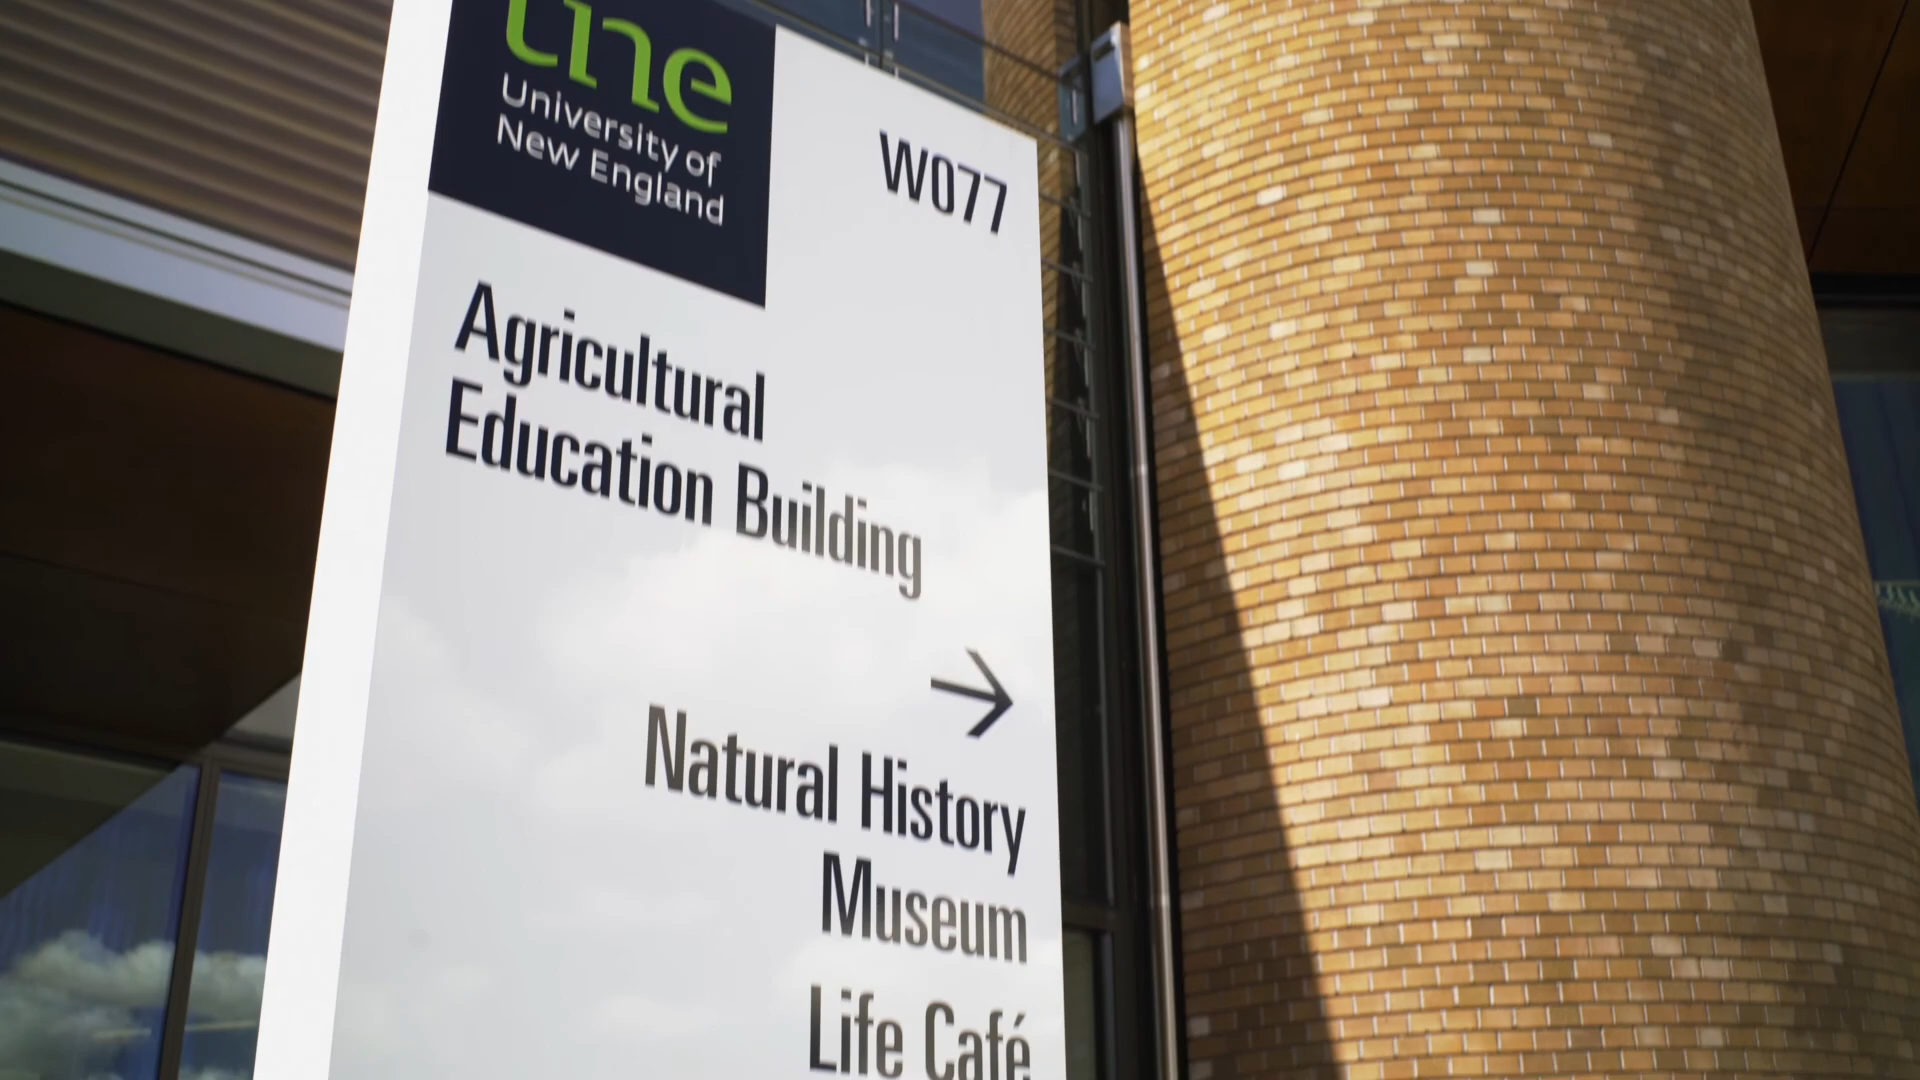 une
University of
New England
W077
Agricultural
Education Building
→
Natural History
Museum
Life Café